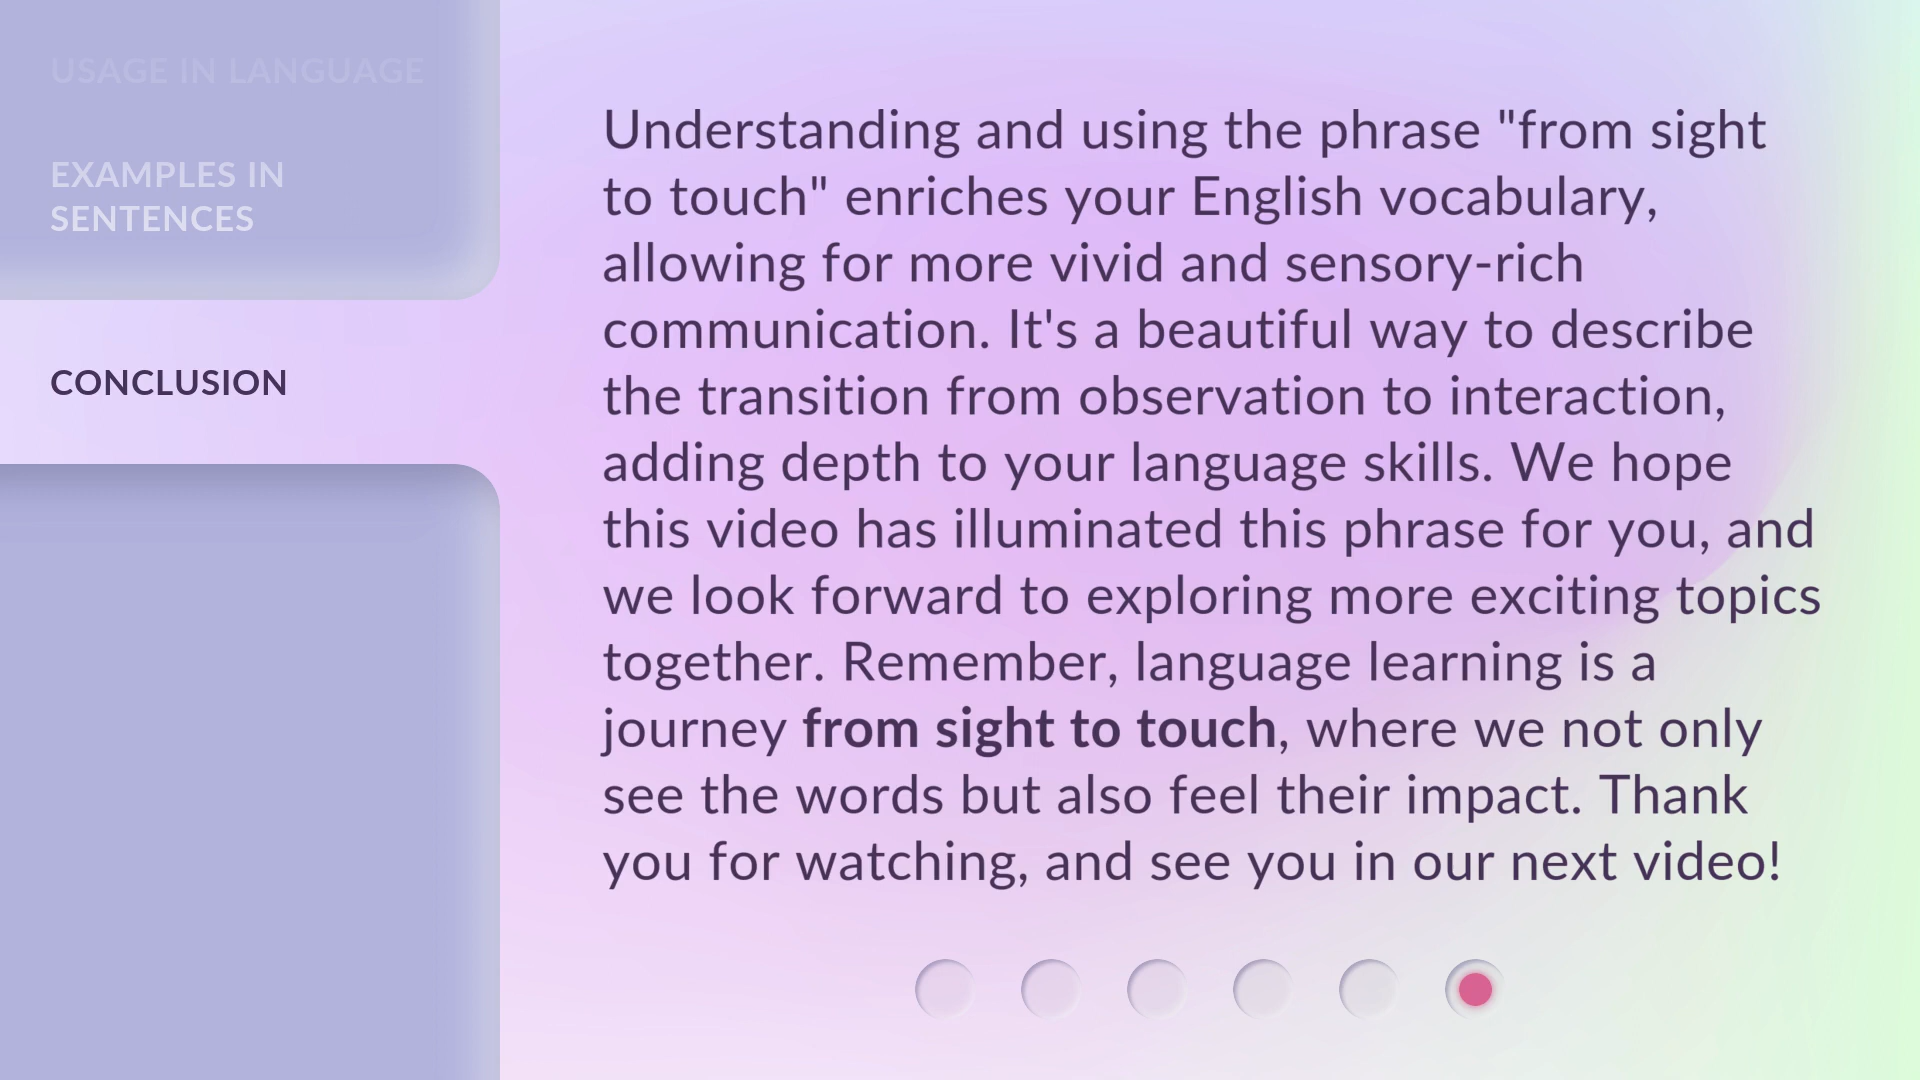 USAGE IN LANGUAGE
EXAMPLES IN
SENTENCES
CONCLUSION
Understanding and using the phrase "from sight
to touch" enriches your English vocabulary,
allowing for more vivid and sensory-rich
communication. It's a beautiful way to describe
the transition from observation to interaction,
adding depth to your language skills. We hope
this video has illuminated this phrase for you, and
we look forward to exploring more exciting topics
together. Remember, language learning is a
journey from sight to touch, where we not only
see the words but also feel their impact. Thank
you for watching, and see you in our next video!